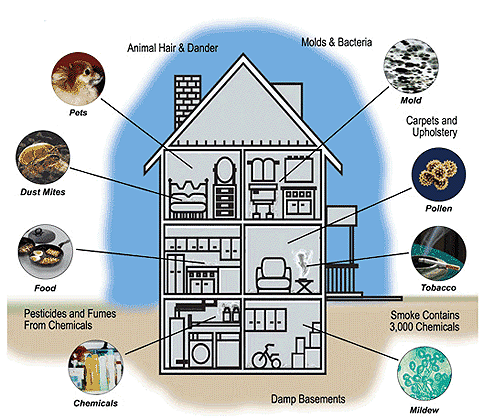 Animal Hair & Dander
Molds & Bacteria
Pets
Mold
Carpets and
Upholstery
Dust Mites
Pollen
Food
Tobacco
Pesticides and Fumes
From Chemicals
Smoke Contains
3,000 Chemicals
Chemicals
Damp Basements
Mildew